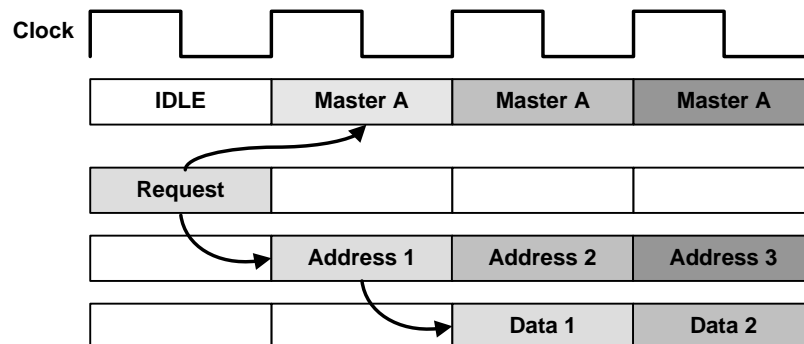 Clock
IDLE Master A Master A Master A
Request
Address 1 Address 2 Address 3
Data 1 Data 2